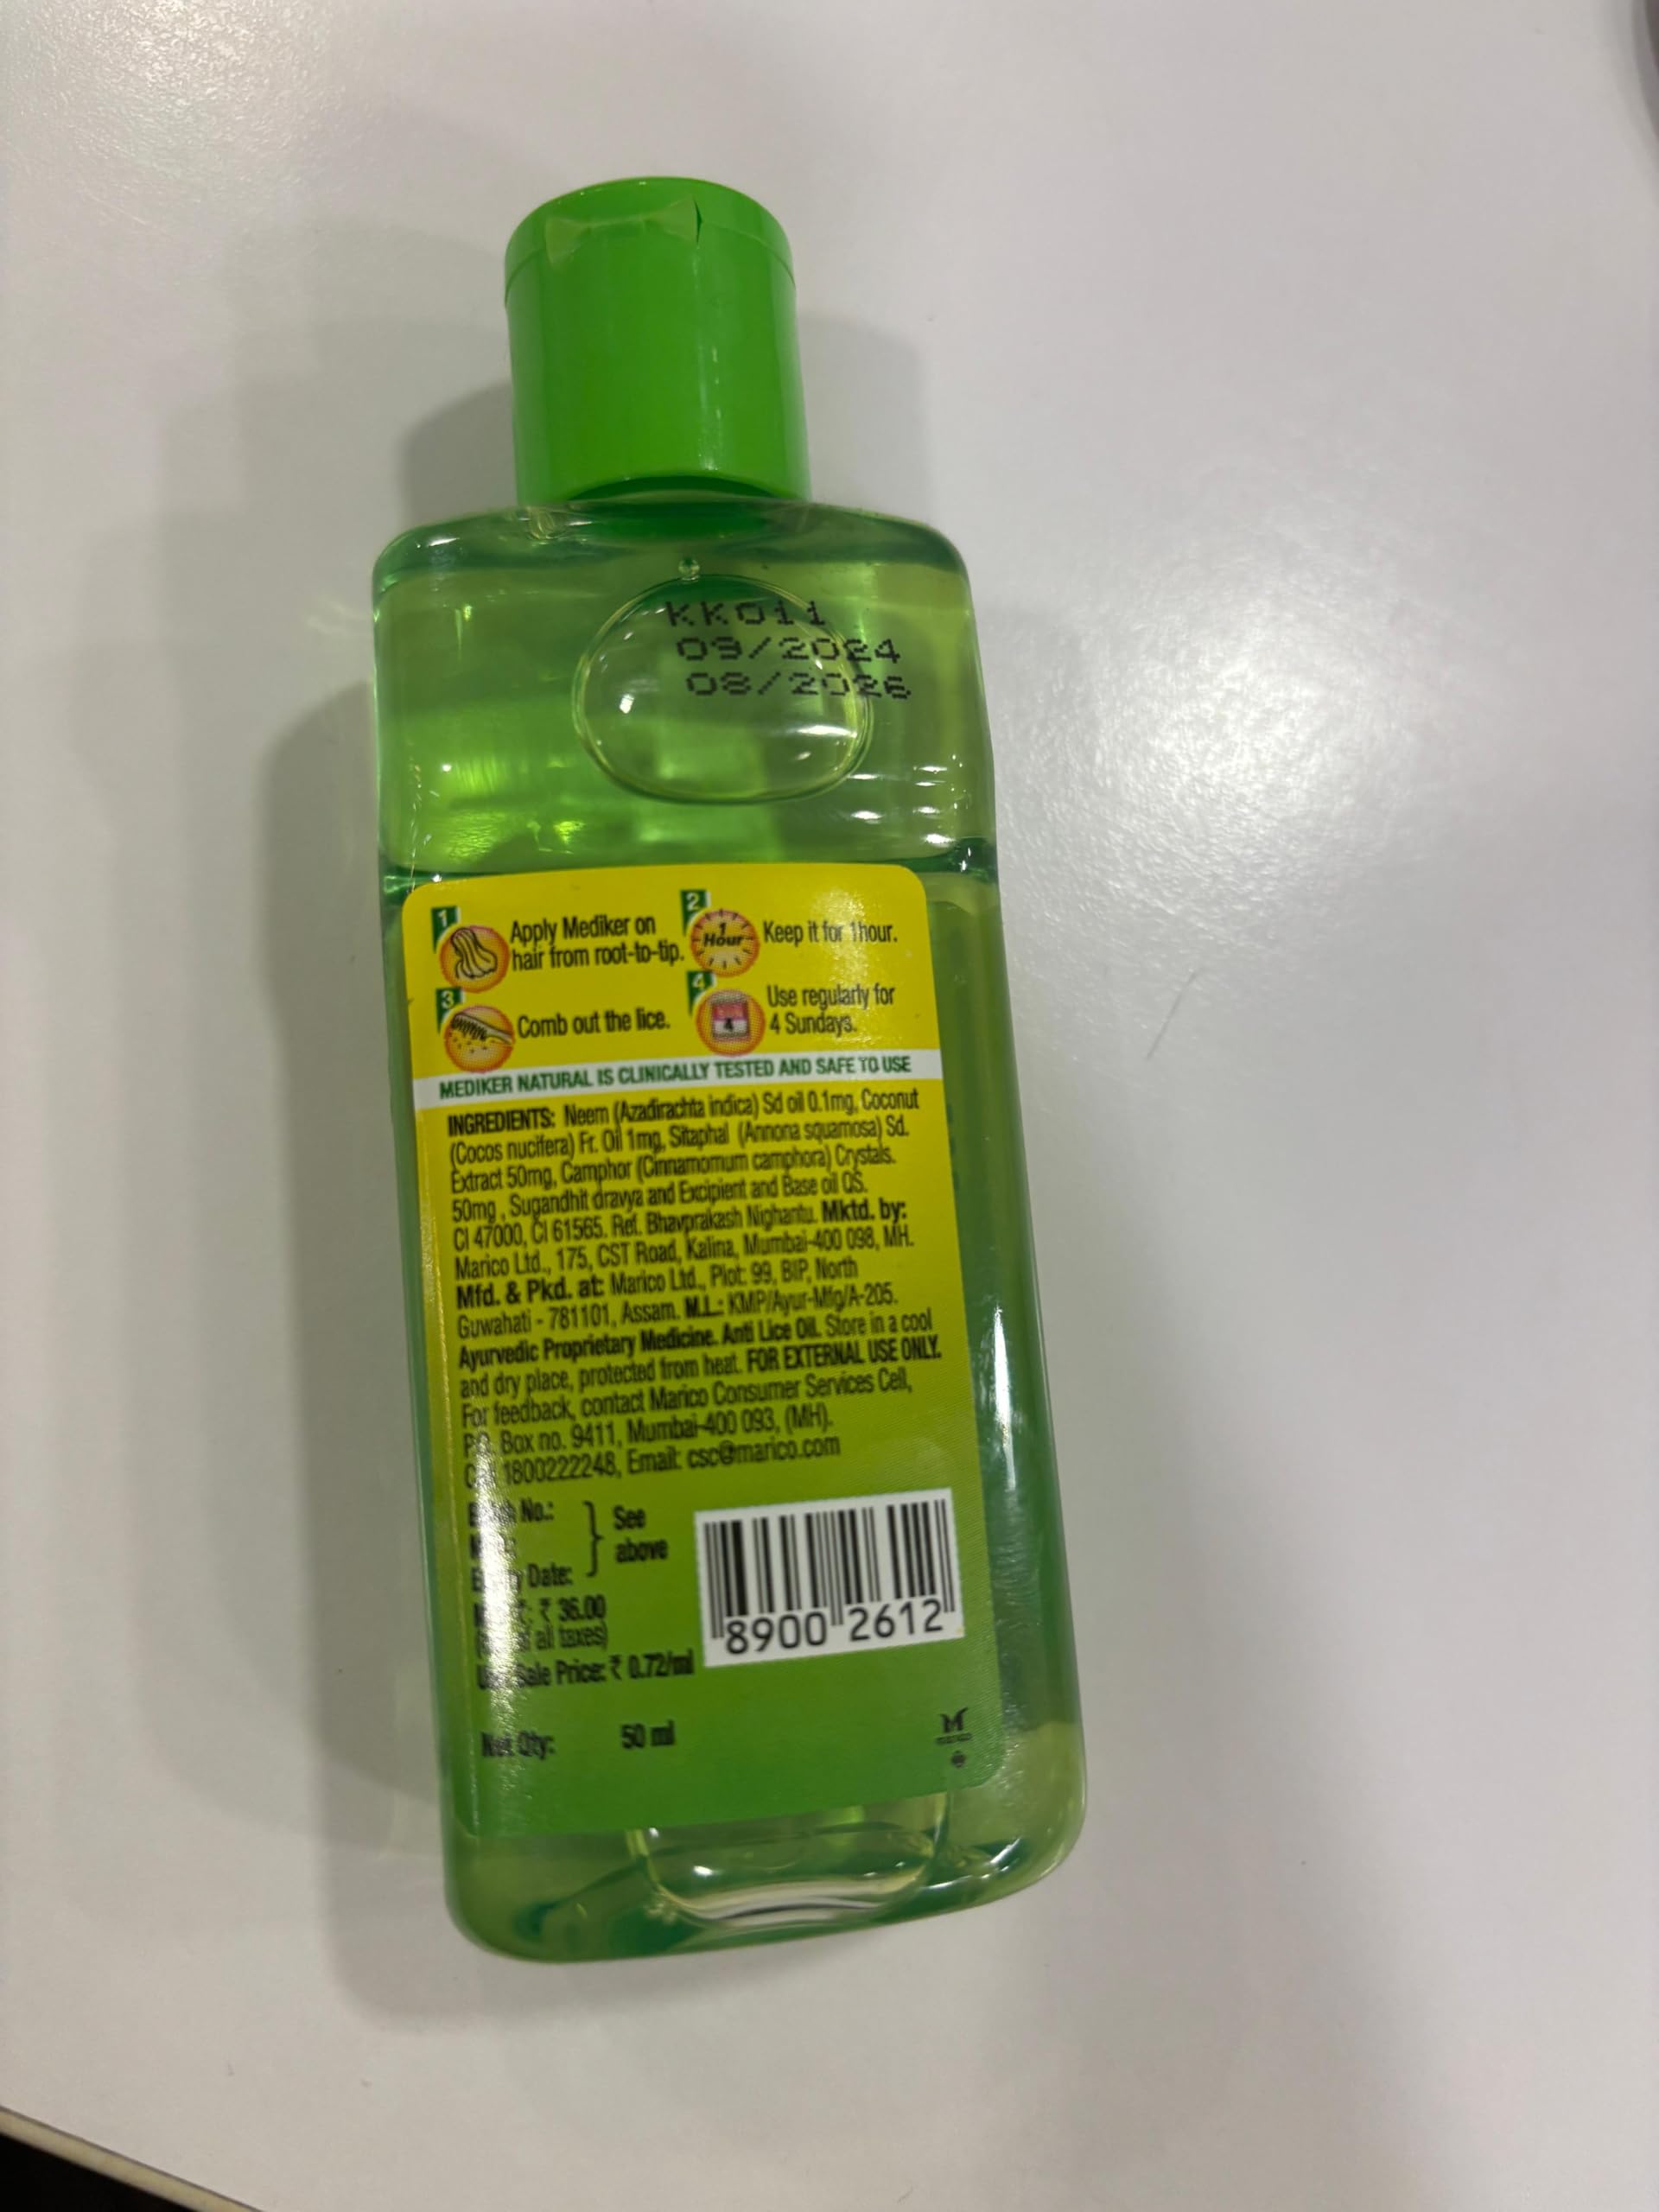 KK011
09/2024
08/2026
1
Apply Mediker on
hair from root-to-tip.
2
1
Hour
Keep it for 1hour.
3
Comb out the lice.
4
4
Use regularly for
4 Sundays.
MEDIKER NATURAL IS CLINICALLY TESTED AND SAFE TO USE
INGREDIENTS: Neem (Azadirachta indica) Sd oil 0.1mg, Coconut
(Cocos nucifera) Fr. Oil 1mg, Sitaphal (Annona squamosa) Sd.
Extract 50mg, Camphor (Cinnamomum camphora) Crystals.
50mg , Sugandhit dravya and Excipient and Base oil QS.
CI 47000, CI 61565. Ref. Bhavprakash Nighantu. Mktd. by:
Marico Ltd., 175, CST Road, Kalina, Mumbai-400 098, MH.
Mfd. & Pkd. at: Marico Ltd., Plot: 99, BIP, North
Guwahati - 781101, Assam. M.L.: KMP/Ayur-Mfg/A-205.
Ayurvedic Proprietary Medicine. Anti Lice Oil. Store in a cool
and dry place, protected from heat. FOR EXTERNAL USE ONLY.
For feedback, contact Marico Consumer Services Cell,
P.O. Box no. 9411, Mumbai-400 093, (MH).
1800222248, Email: csc@marico.com
No.: See
above
Date:
₹ 36.00
all taxes)
Sale Price: ₹ 0.72/ml
8900 2612
Net Qty: 50 ml
M